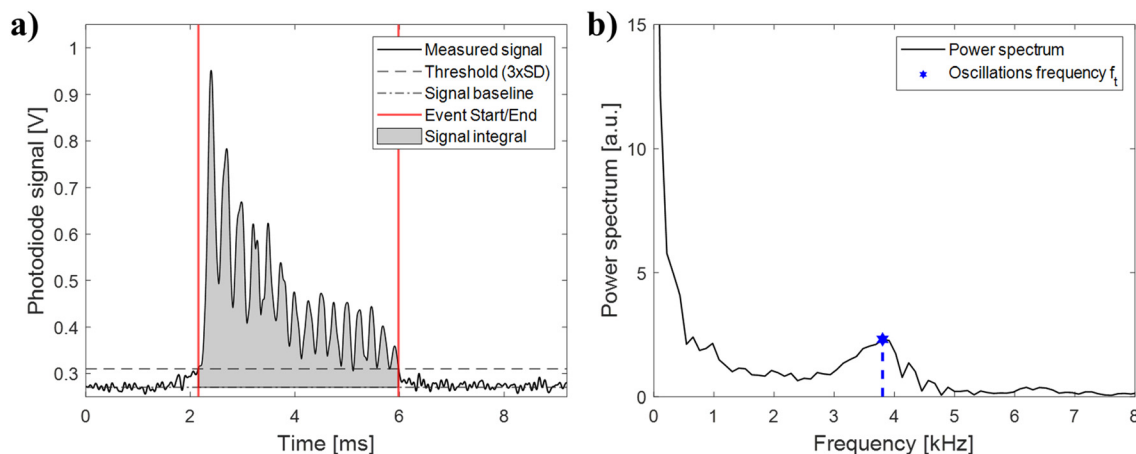 a)
Photodiode signal [V]
1
0.9
0.8
0.7
0.6
0.5
0.4
0.3
0
2
4
6
8
Time [ms]
Measured signal
Threshold (3xSD)
Signal baseline
Event Start/End
Signal integral
b)
Power spectrum [a.u.]
15
10
5
0
0
1
2
3
4
5
6
7
8
Frequency [kHz]
Power spectrum
Oscillations frequency f_t